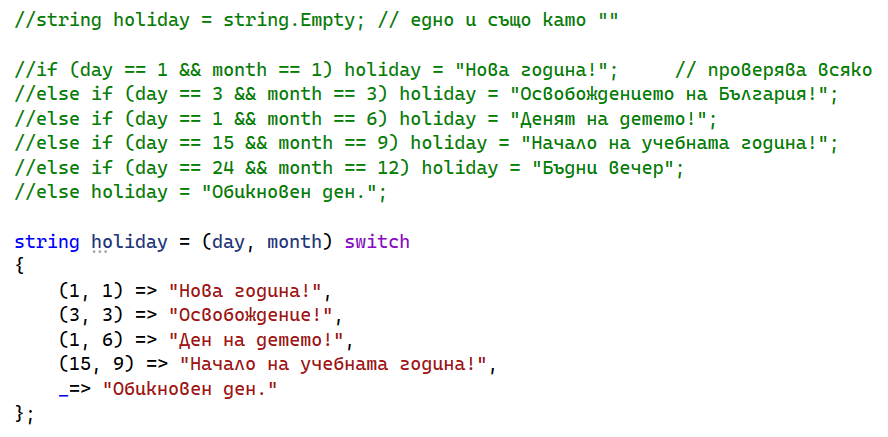 //string holiday = string.Empty; // едно и също като ""
//if (day == 1 && month == 1) holiday = "Нова година!";     // проверява всяко
//else if (day == 3 && month == 3) holiday = "Освобождението на България!";
//else if (day == 1 && month == 6) holiday = "Денят на детето!";
//else if (day == 15 && month == 9) holiday = "Начало на учебната година!";
//else if (day == 24 && month == 12) holiday = "Бъдни вечер";
//else holiday = "Обикновен ден.";
string holiday = (day, month) switch
{
    (1, 1) => "Нова година!",
    (3, 3) => "Освобождение!",
    (1, 6) => "Ден на детето!",
    (15, 9) => "Начало на учебната година!",
    _=> "Обикновен ден."
};